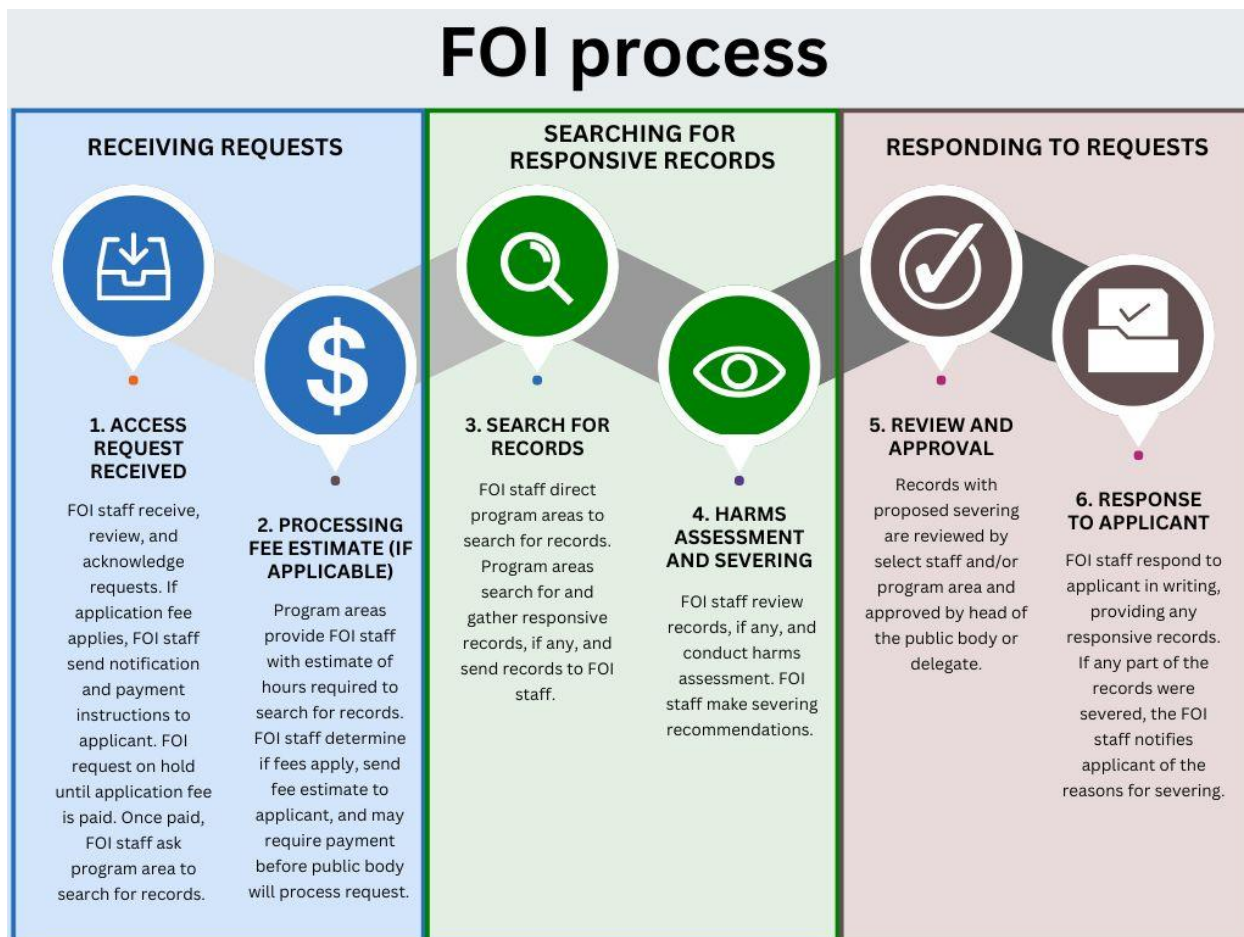 FOI process
RECEIVING REQUESTS
1. ACCESS
REQUEST
RECEIVED
FOI staff receive,
review, and
acknowledge
requests. If
application fee
applies, FOI staff
send notification
and payment
instructions to
applicant. FOI
request on hold
until application fee
is paid. Once paid,
FOI staff ask
program area to
search for records.
2. PROCESSING
FEE ESTIMATE (IF
APPLICABLE)
Program areas
provide FOI staff
with estimate of
hours required to
search for records.
FOI staff determine
if fees apply, send
fee estimate to
applicant, and may
require payment
before public body
will process request.
SEARCHING FOR
RESPONSIVE RECORDS
3. SEARCH FOR
RECORDS
FOI staff direct
program areas to
search for records.
Program areas
search for and
gather responsive
records, if any, and
send records to FOI
staff.
4. HARMS
ASSESSMENT
AND SEVERING
FOI staff review
records, if any, and
conduct harms
assessment. FOI
staff make severing
recommendations.
RESPONDING TO REQUESTS
5. REVIEW AND
APPROVAL
Records with
proposed severing
are reviewed by
select staff and/or
program area and
approved by head of
the public body or
delegate.
6. RESPONSE
TO APPLICANT
FOI staff respond to
applicant in writing,
providing any
responsive records.
If any part of the
records were
severed, the FOI
staff notifies
applicant of the
reasons for severing.